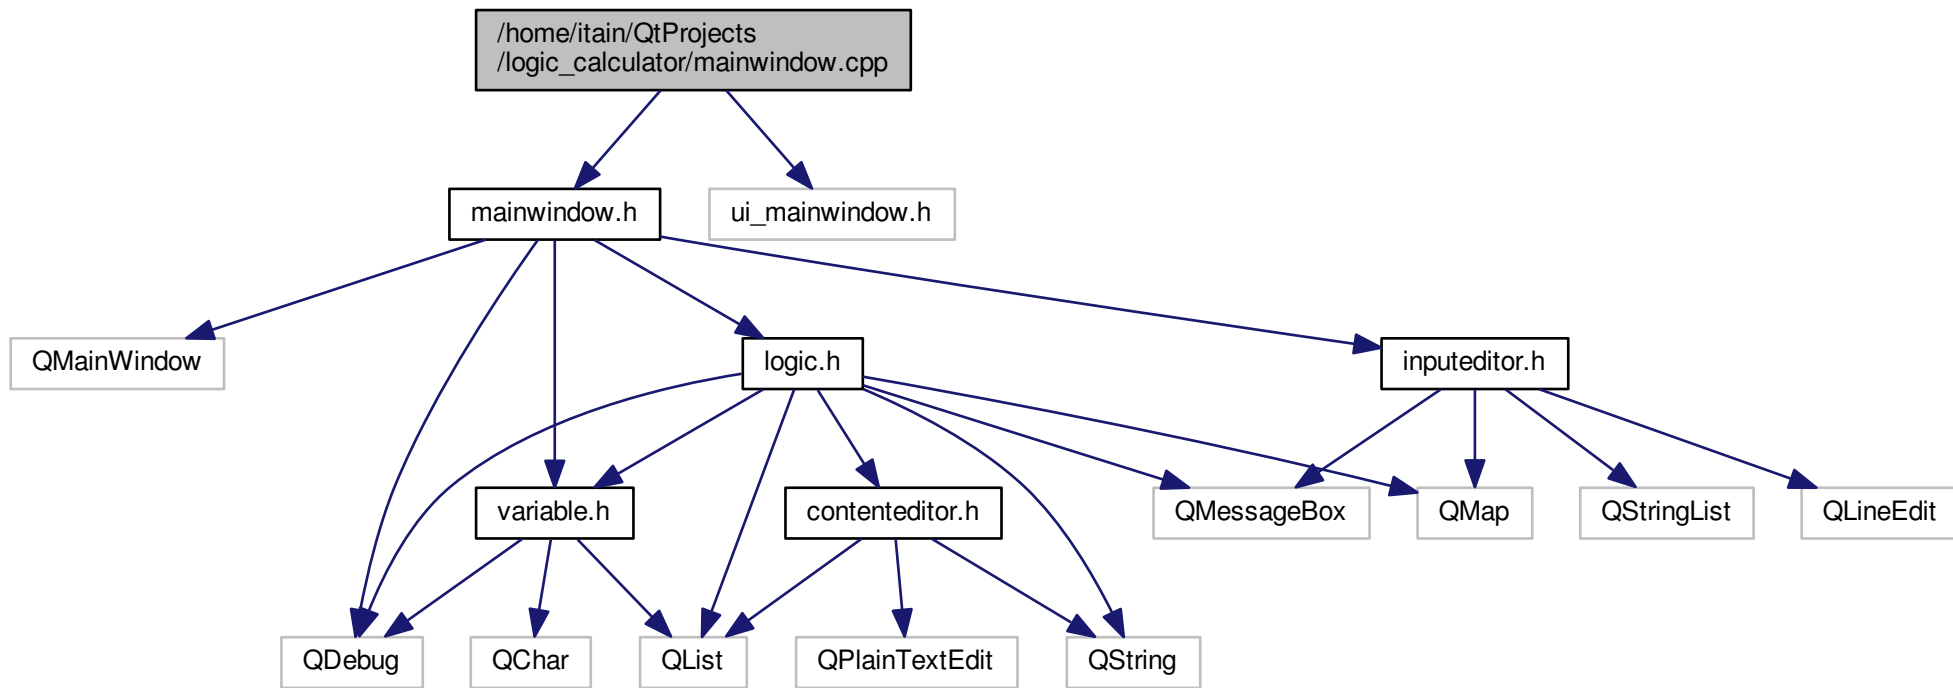 /home/itain/QtProjects
/logic_calculator/mainwindow.cpp
mainwindow.h
ui_mainwindow.h
QMainWindow
logic.h
inputeditor.h
variable.h
contenteditor.h
QMessageBox
QMap
QStringList
QLineEdit
QDebug
QChar
QList
QPlainTextEdit
QString